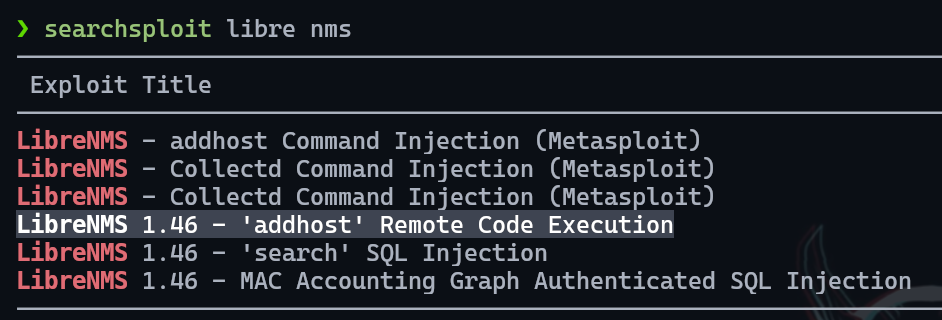 ❯ searchsploit libre nms
Exploit Title
LibreNMS - addhost Command Injection (Metasploit)
LibreNMS - Collectd Command Injection (Metasploit)
LibreNMS - Collectd Command Injection (Metasploit)
LibreNMS 1.46 - 'addhost' Remote Code Execution
LibreNMS 1.46 - 'search' SQL Injection
LibreNMS 1.46 - MAC Accounting Graph Authenticated SQL Injection